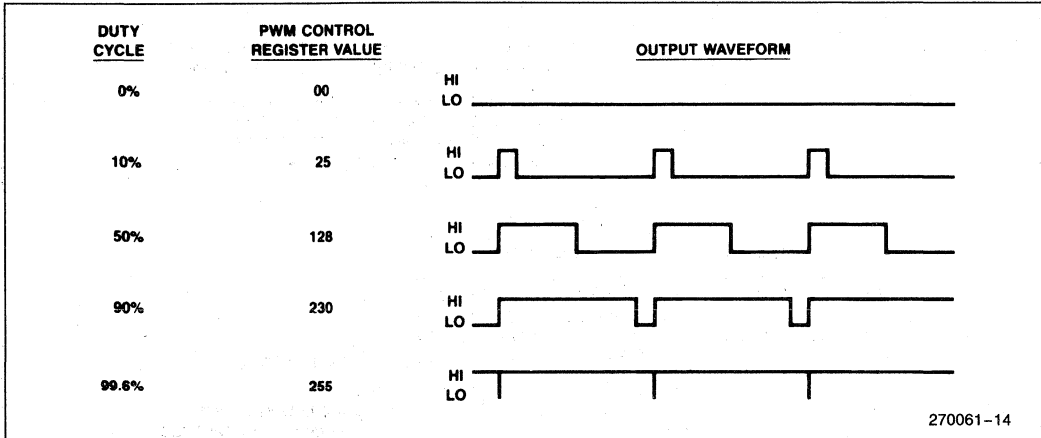 DUTY CYCLE PWM CONTROL REGISTER VALUE OUTPUT WAVEFORM
0% 00 HI LO
10% 25 HI LO
50% 128 HI LO
90% 230 HI LO
99.6% 255 HI LO
270061-14